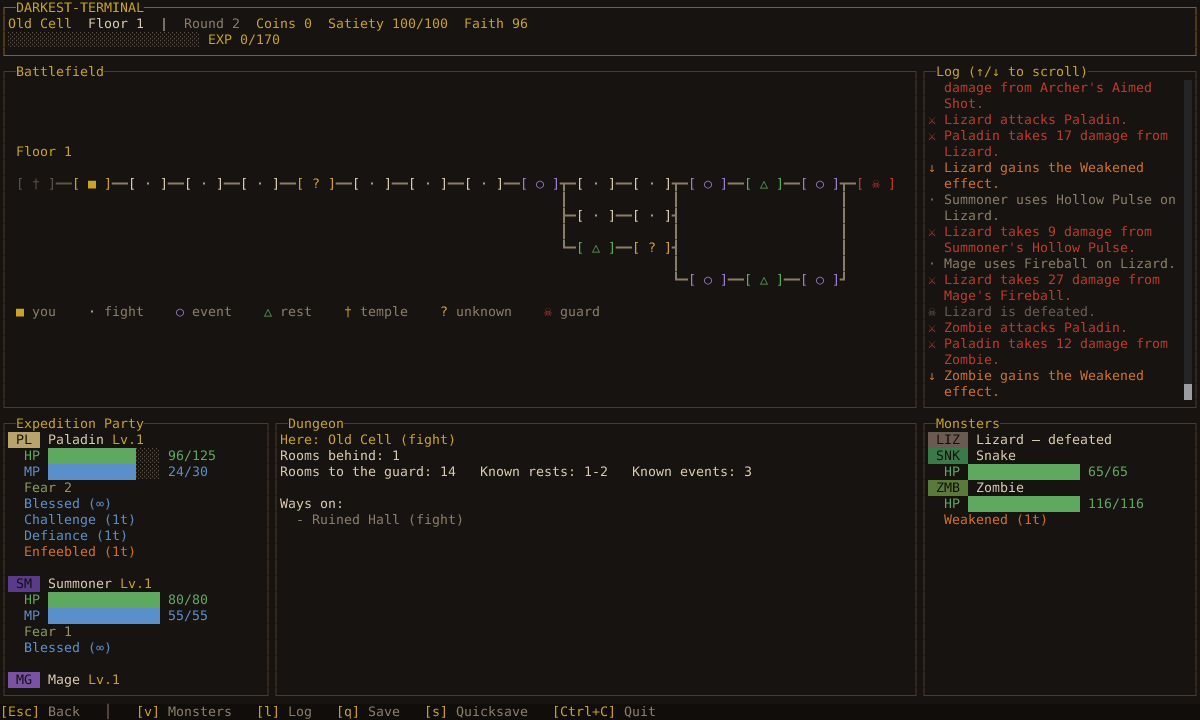 DARKEST-TERMINAL
Old Cell  Floor 1  |  Round 2  Coins 0  Satiety 100/100  Faith 96
EXP 0/170
Battlefield
Floor 1
[ † ]──[ ■ ]──[ · ]──[ · ]──[ · ]──[ ? ]──[ · ]──[ · ]──[ · ]──[ ○ ]┬─[ · ]──[ · ]┬─[ ○ ]──[ △ ]──[ ○ ]┬─[ ☠ ]
├─[ · ]──[ · ]┤
└─[ △ ]──[ ? ]┤
└─[ ○ ]──[ △ ]──[ ○ ]┘
■ you  · fight  ○ event  △ rest  † temple  ? unknown  ☠ guard
Log (↑/↓ to scroll)
damage from Archer's Aimed
Shot.
⚔ Lizard attacks Paladin.
⚔ Paladin takes 17 damage from
Lizard.
↓ Lizard gains the Weakened
effect.
· Summoner uses Hollow Pulse on
Lizard.
⚔ Lizard takes 9 damage from
Summoner's Hollow Pulse.
· Mage uses Fireball on Lizard.
⚔ Lizard takes 27 damage from
Mage's Fireball.
☠ Lizard is defeated.
⚔ Zombie attacks Paladin.
⚔ Paladin takes 12 damage from
Zombie.
↓ Zombie gains the Weakened
effect.
Expedition Party
PL Paladin Lv.1
HP 96/125
MP 24/30
Fear 2
Blessed (∞)
Challenge (1t)
Defiance (1t)
Enfeebled (1t)
SM Summoner Lv.1
HP 80/80
MP 55/55
Fear 1
Blessed (∞)
MG Mage Lv.1
Dungeon
Here: Old Cell (fight)
Rooms behind: 1
Rooms to the guard: 14  Known rests: 1-2  Known events: 3
Ways on:
- Ruined Hall (fight)
Monsters
LIZ Lizard — defeated
SNK Snake
HP 65/65
ZMB Zombie
HP 116/116
Weakened (1t)
[Esc] Back  │  [v] Monsters  [l] Log  [q] Save  [s] Quicksave  [Ctrl+C] Quit